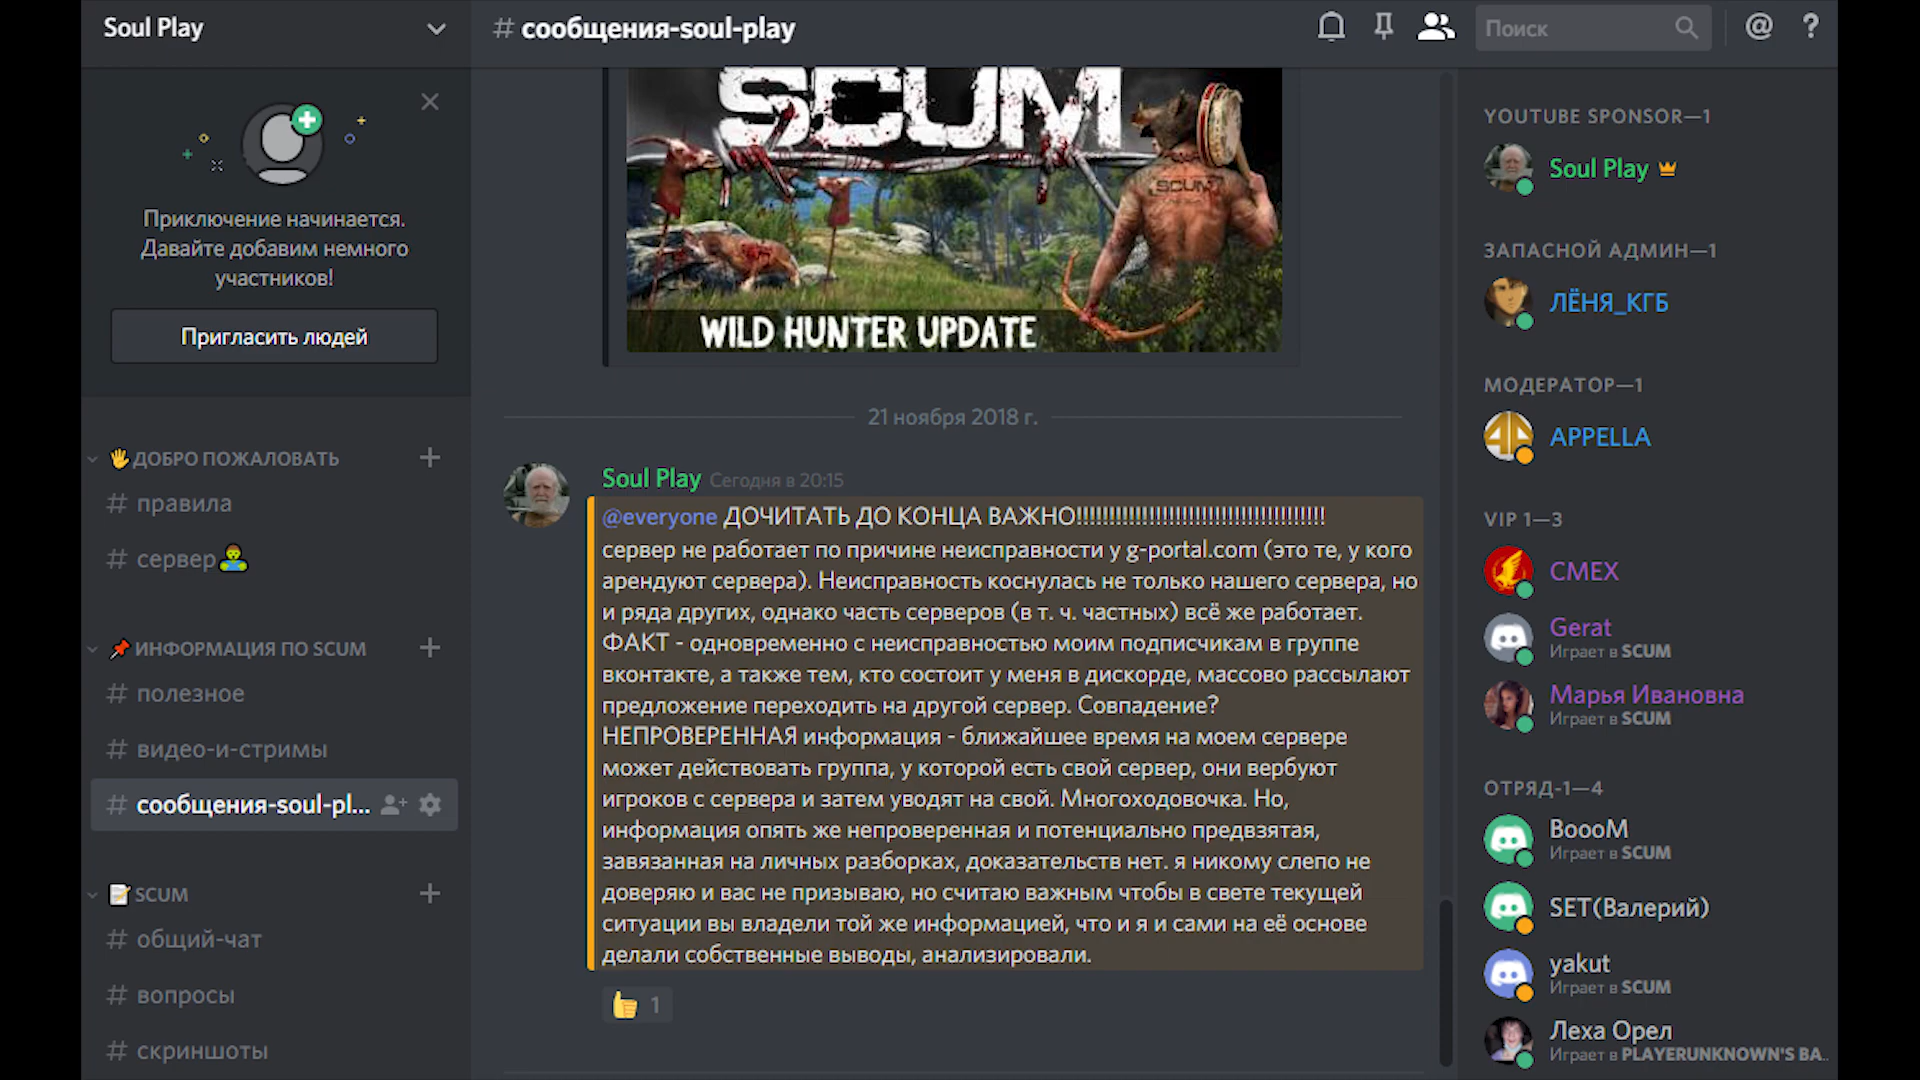 Soul Play
Приключение начинается.
Давайте добавим немного
участников!
Пригласить людей
ДОБРО ПОЖАЛОВАТЬ
# правила
# сервер
ИНФОРМАЦИЯ ПО SCUM
# полезное
# видео-и-стримы
# сообщения-soul-pl...
SCUM
# общий-чат
# вопросы
# скриншоты
# сообщения-soul-play
Поиск
SCUM
SCUM
WILD HUNTER UPDATE
21 ноября 2018 г.
Soul Play Сегодня в 20:15
@everyone ДОЧИТАТЬ ДО КОНЦА ВАЖНО!!!!!!!!!!!!!!!!!!!!!!!!!!!!!!!!!!!!!!
сервер не работает по причине неисправности у g-portal.com (это те, у кого
арендуют сервера). Неисправность коснулась не только нашего сервера, но
и ряда других, однако часть серверов (в т. ч. частных) всё же работает.
ФАКТ - одновременно с неисправностью моим подписчикам в группе
вконтакте, а также тем, кто состоит у меня в дискорде, массово рассылают
предложение переходить на другой сервер. Совпадение?
НЕПРОВЕРЕННАЯ информация - ближайшее время на моем сервере
может действовать группа, у которой есть свой сервер, они вербуют
игроков с сервера и затем уводят на свой. Многоходовочка. Но,
информация опять же непроверенная и потенциально предвзятая,
завязанная на личных разборках, доказательств нет. я никому слепо не
доверяю и вас не призываю, но считаю важным чтобы в свете текущей
ситуации вы владели той же информацией, что и я и сами на её основе
делали собственные выводы, анализировали.
1
YOUTUBE SPONSOR—1
Soul Play
ЗАПАСНОЙ АДМИН—1
ЛЁНЯ_КГБ
МОДЕРАТОР—1
APPELLA
VIP 1—3
СМЕХ
Gerat
Играет в SCUM
Марья Ивановна
Играет в SCUM
ОТРЯД-1—4
BoooM
Играет в SCUM
SET(Валерий)
yakut
Играет в SCUM
Леха Орел
Играет в PLAYERUNKNOWN'S BA...